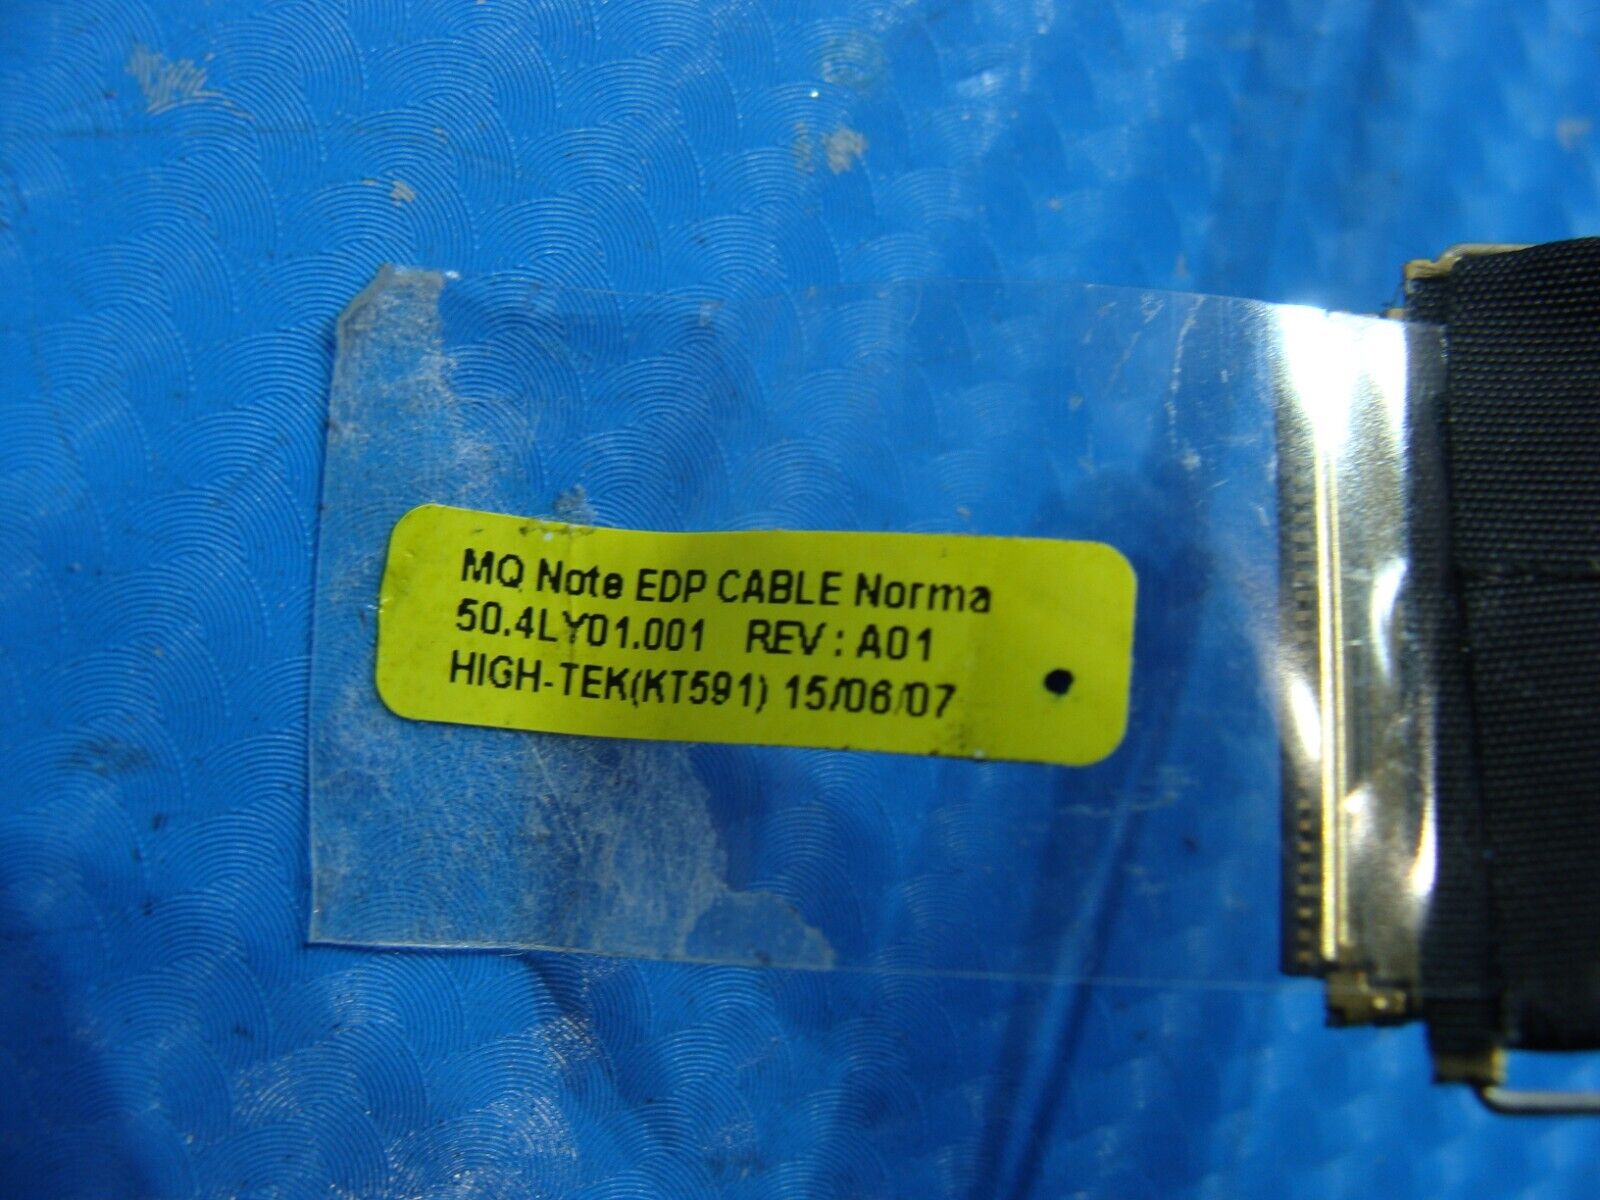 MQ Note EDP CABLE Norma
50.4LY01.001 REV : A01
HIGH-TEK(KT591) 15/06/07